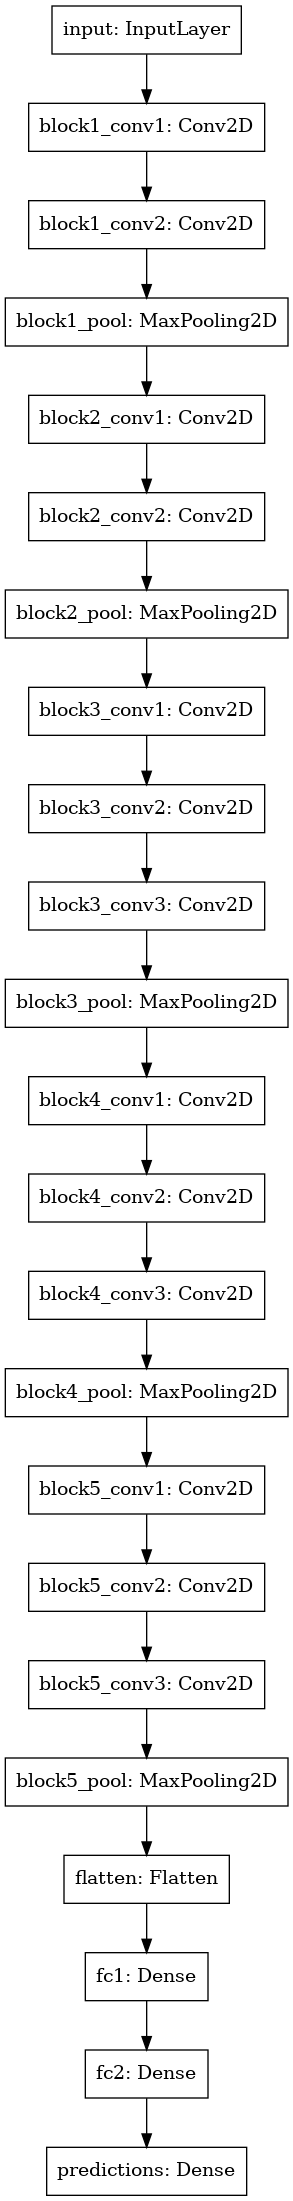 input: InputLayer
block1_conv1: Conv2D
block1_conv2: Conv2D
block1_pool: MaxPooling2D
block2_conv1: Conv2D
block2_conv2: Conv2D
block2_pool: MaxPooling2D
block3_conv1: Conv2D
block3_conv2: Conv2D
block3_conv3: Conv2D
block3_pool: MaxPooling2D
block4_conv1: Conv2D
block4_conv2: Conv2D
block4_conv3: Conv2D
block4_pool: MaxPooling2D
block5_conv1: Conv2D
block5_conv2: Conv2D
block5_conv3: Conv2D
block5_pool: MaxPooling2D
flatten: Flatten
fc1: Dense
fc2: Dense
predictions: Dense